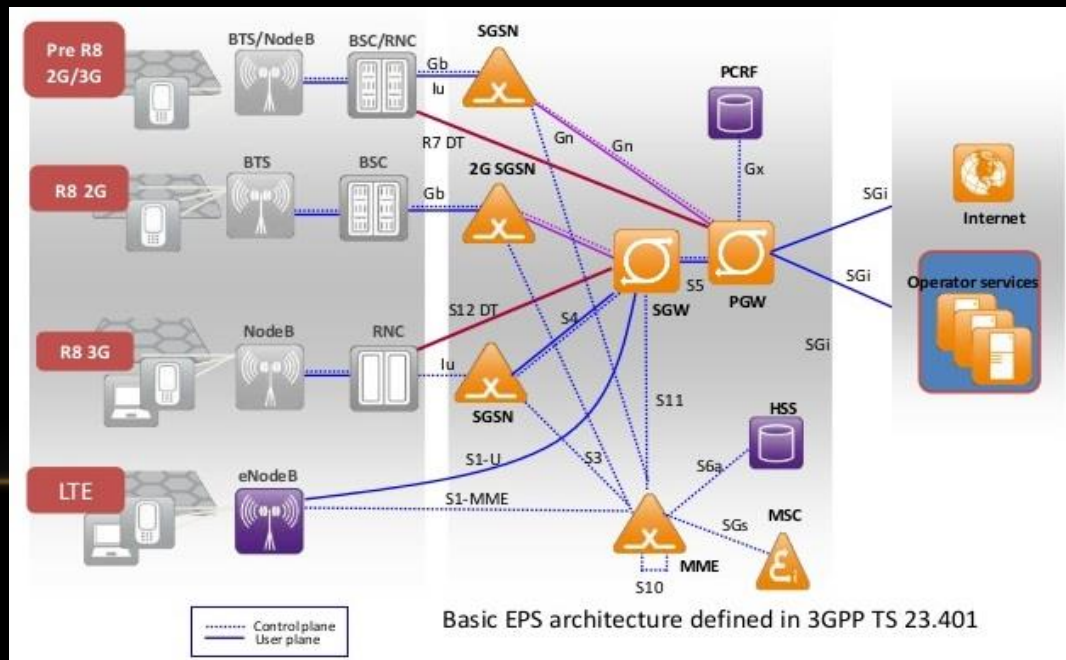 Pre R8
2G/3G
BTS/NodeB
BSC/RNC
Gb
Iu
SGSN
R7 DT
Gn
Gn
PCRF
Gx
SGi
Internet
R8 2G
BTS
BSC
Gb
2G SGSN
S5
SGW
PGW
SGi
Operator services
R8 3G
NodeB
RNC
S12 DT
Iu
S4
SGSN
SGi
S11
S3
HSS
S6a
LTE
eNodeB
S1-U
S1-MME
SGs
MSC
MME
S10
Control plane
User plane
Basic EPS architecture defined in 3GPP TS 23.401